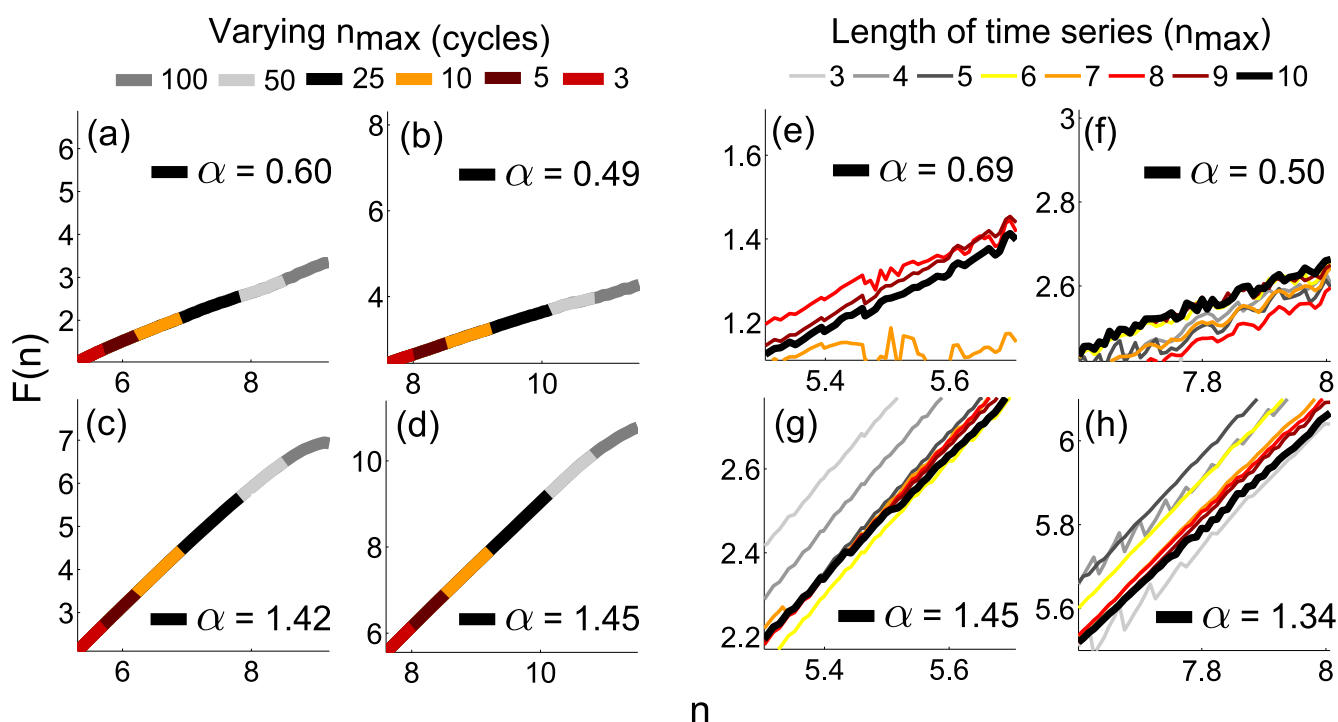 Varying nmax (cycles)
100 50 25 10 5 3
Length of time series (nmax)
3 4 5 6 7 8 9 10
(a)
α = 0.60
6
5
4
3
2
6 8
(b)
α = 0.49
8
6
4
8 10
(c)
α = 1.42
7
6
5
4
3
6 8
(d)
α = 1.45
10
8
6
8 10
(e)
α = 0.69
1.6
1.4
1.2
5.4 5.6
(f)
α = 0.50
3
2.8
2.6
7.8 8
(g)
α = 1.45
2.6
2.4
2.2
5.4 5.6
(h)
α = 1.34
6
5.8
5.6
7.8 8
F(n)
n